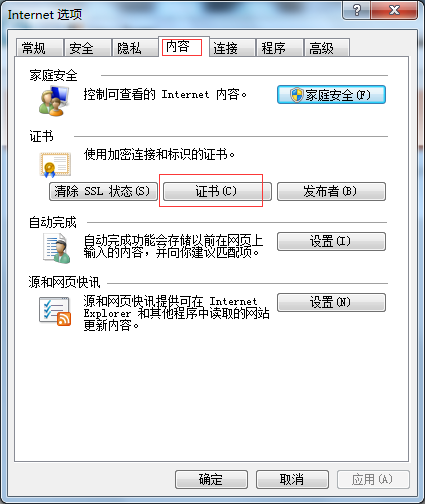 Internet 选项
常规 安全 隐私 内容 连接 程序 高级
家庭安全
控制可查看的 Internet 内容。
家庭安全(F)
证书
使用加密连接和标识的证书。
清除 SSL 状态(S) 证书(C) 发布者(B)
自动完成
自动完成功能会存储以前在网页上
输入的内容,并向你建议匹配项。
设置(I)
源和网页快讯
源和网页快讯提供可在 Internet
Explorer 和其他程序中读取的网站
更新内容。
设置(N)
确定 取消 应用(A)